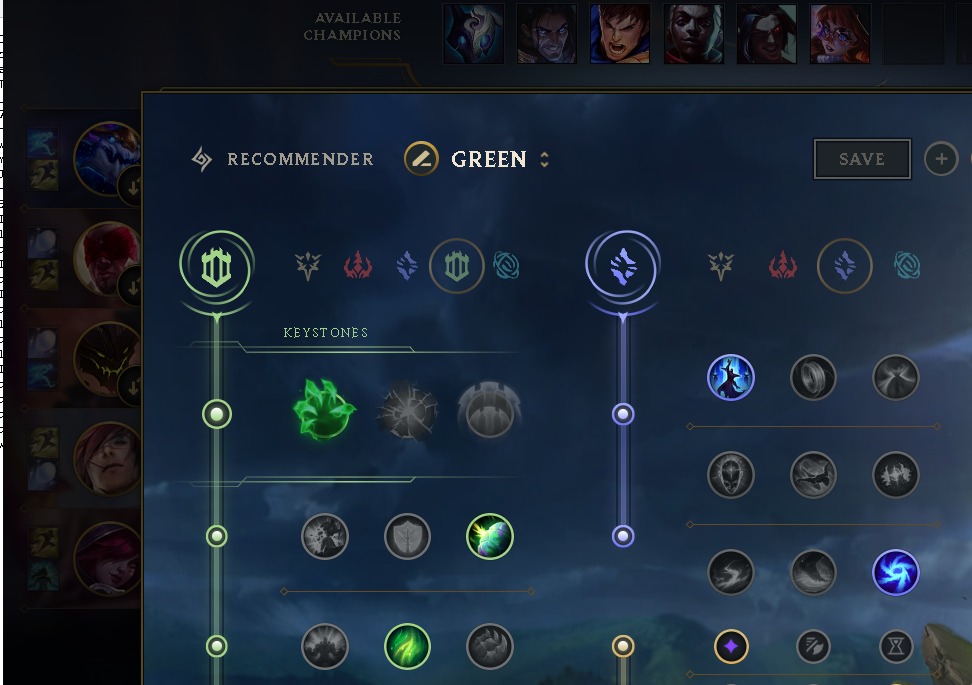 AVAILABLE
CHAMPIONS
RECOMMENDER
GREEN
SAVE
KEYSTONES